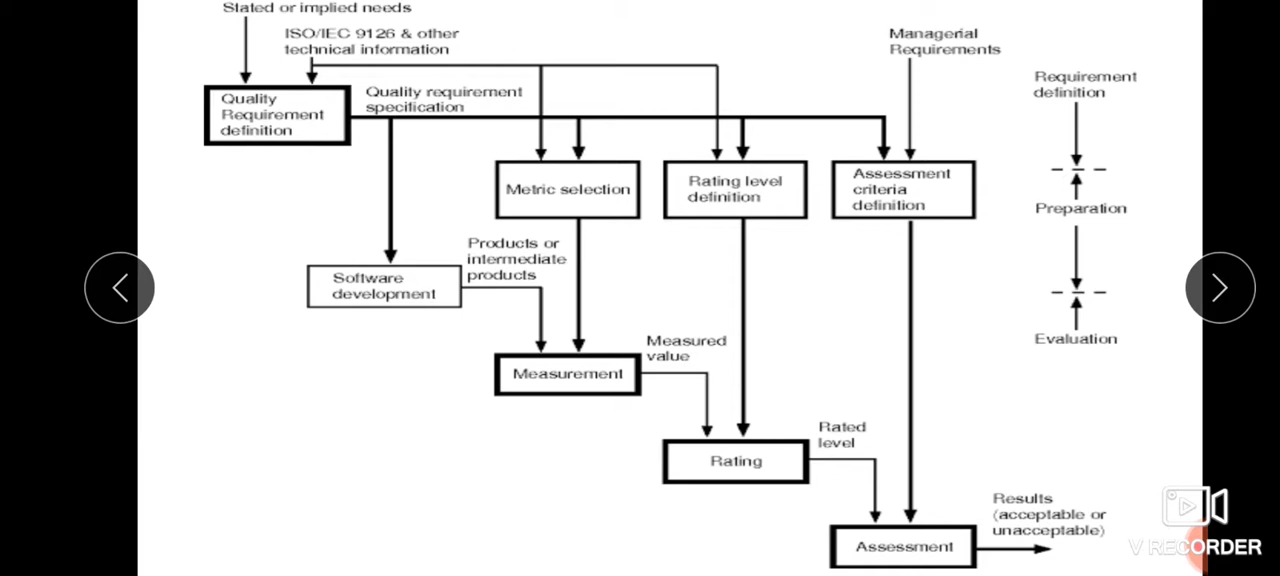 Stated or implied needs
ISO/IEC 9126 & other
technical information
Managerial
Requirements
Requirement
definition
Quality
Requirement
definition
Quality requirement
specification
Metric selection
Rating level
definition
Assessment
criteria
definition
Preparation
Products or
intermediate
products
Software
development
Evaluation
Measured
value
Measurement
Rated
level
Rating
Results
(acceptable or
unacceptable)
Assessment
V RECORDER